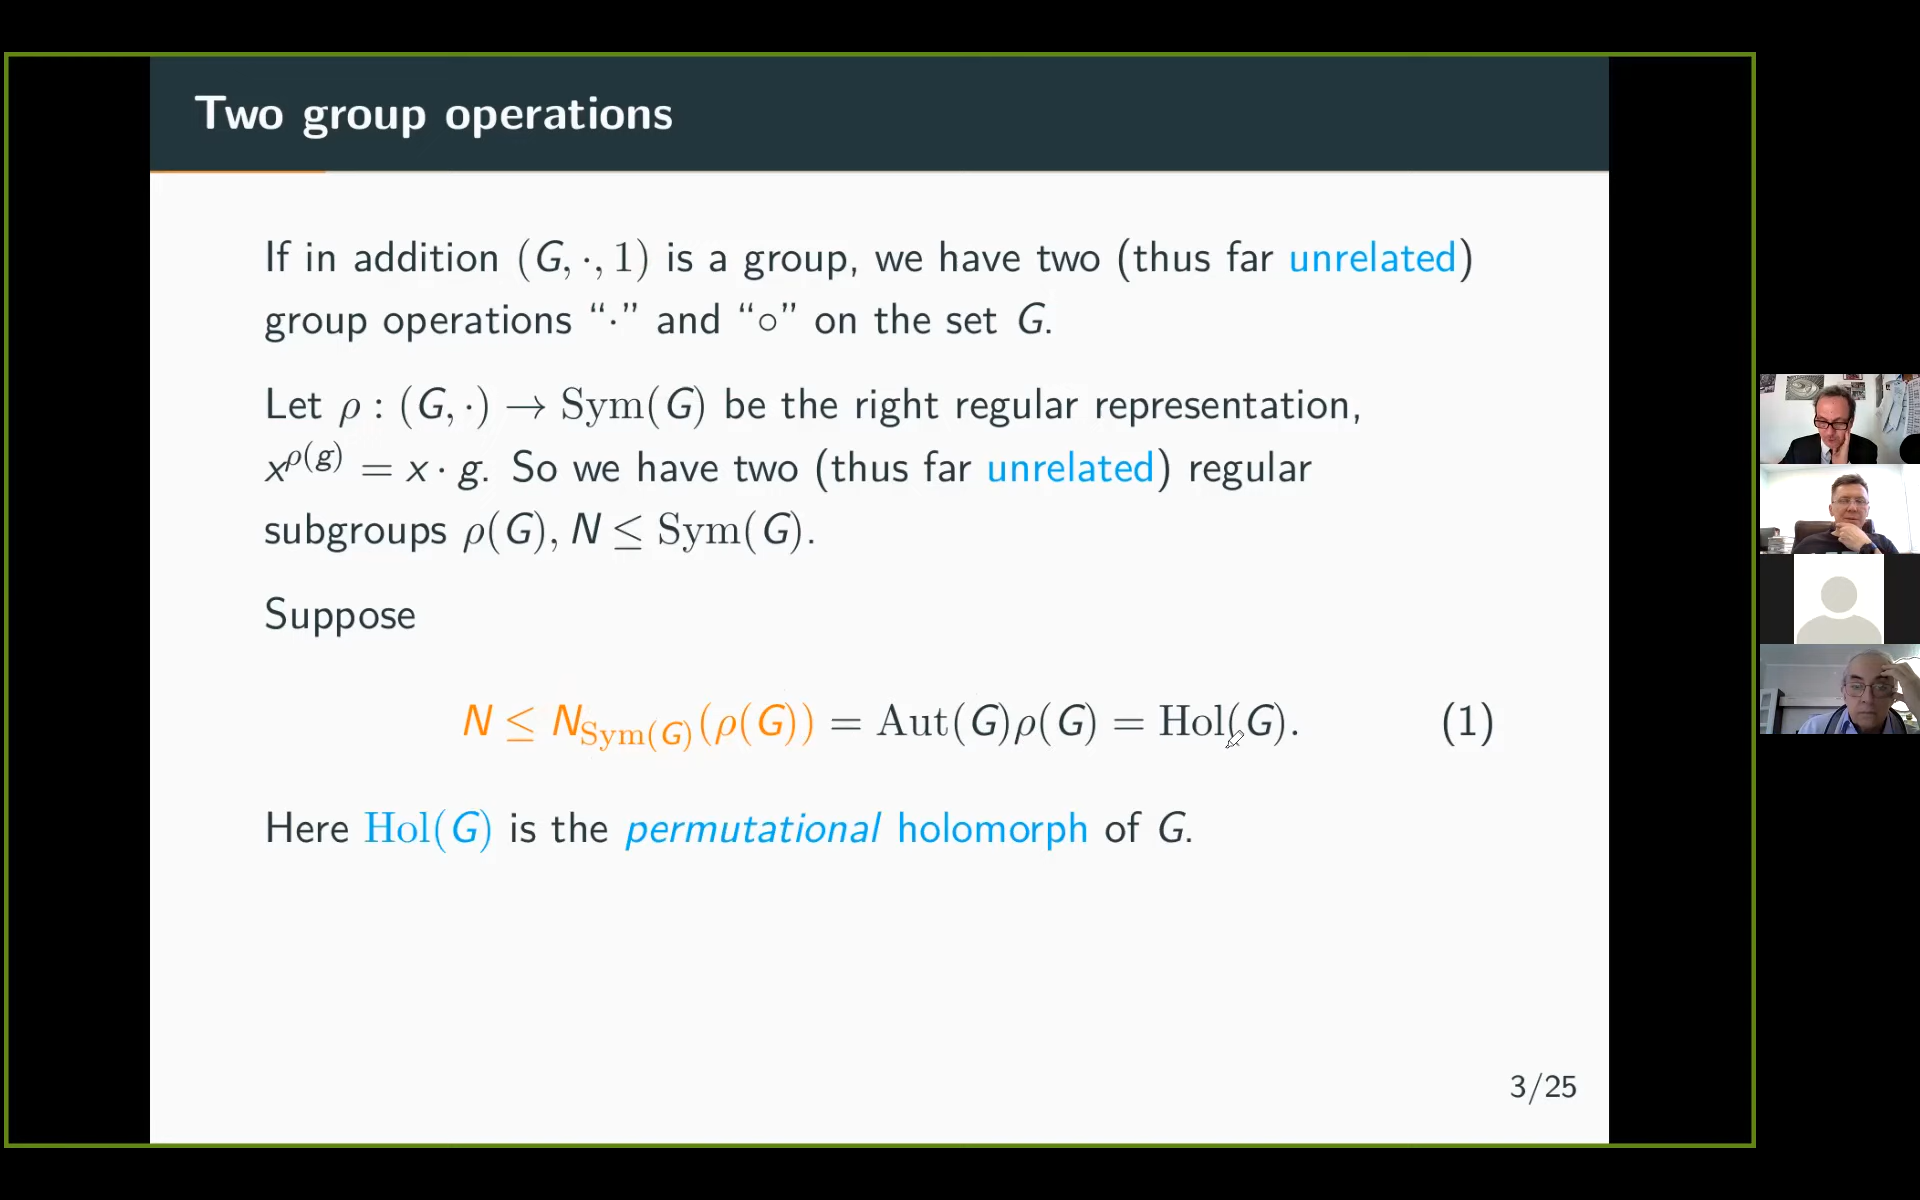 Two group operations
If in addition (G, ·, 1) is a group, we have two (thus far unrelated)
group operations “·” and “∘” on the set G.
Let ρ : (G, ·) → Sym(G) be the right regular representation,
x^{ρ(g)} = x · g. So we have two (thus far unrelated) regular
subgroups ρ(G), N ≤ Sym(G).
Suppose
N ≤ N_{Sym(G)}(ρ(G)) = Aut(G)ρ(G) = Hol(G). (1)
Here Hol(G) is the permutational holomorph of G.
3/25